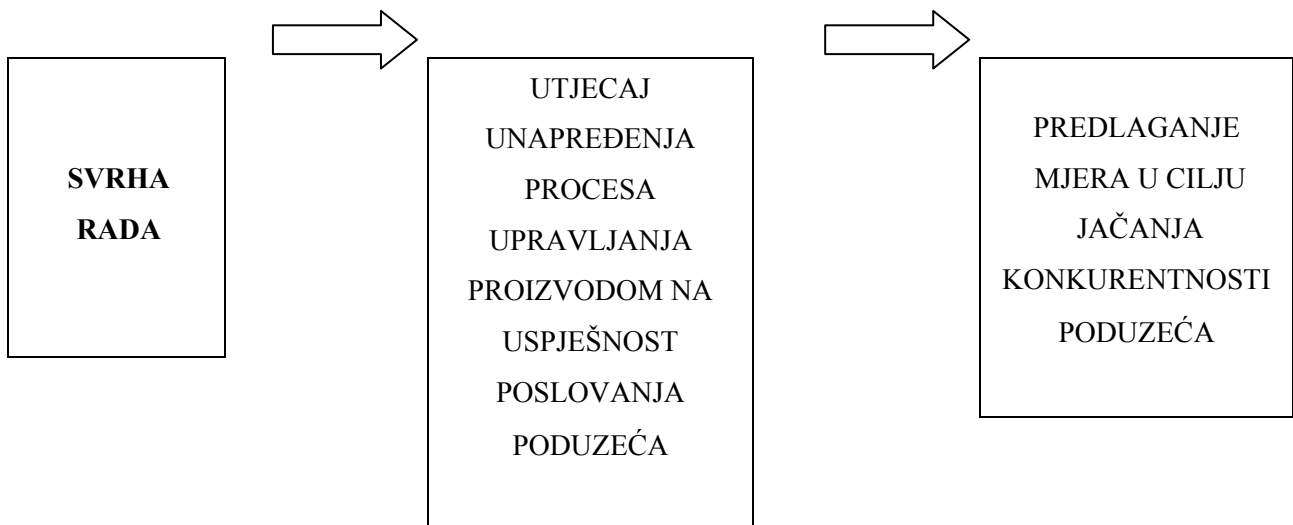 SVRHA
RADA
UTJECAJ
UNAPREĐENJA
PROCESA
UPRAVLJANJA
PROIZVODOM NA
USPJEŠNOST
POSLOVANJA
PODUZEĆA
PREDLAGANJE
MJERA U CILJU
JAČANJA
KONKURENTNOSTI
PODUZEĆA